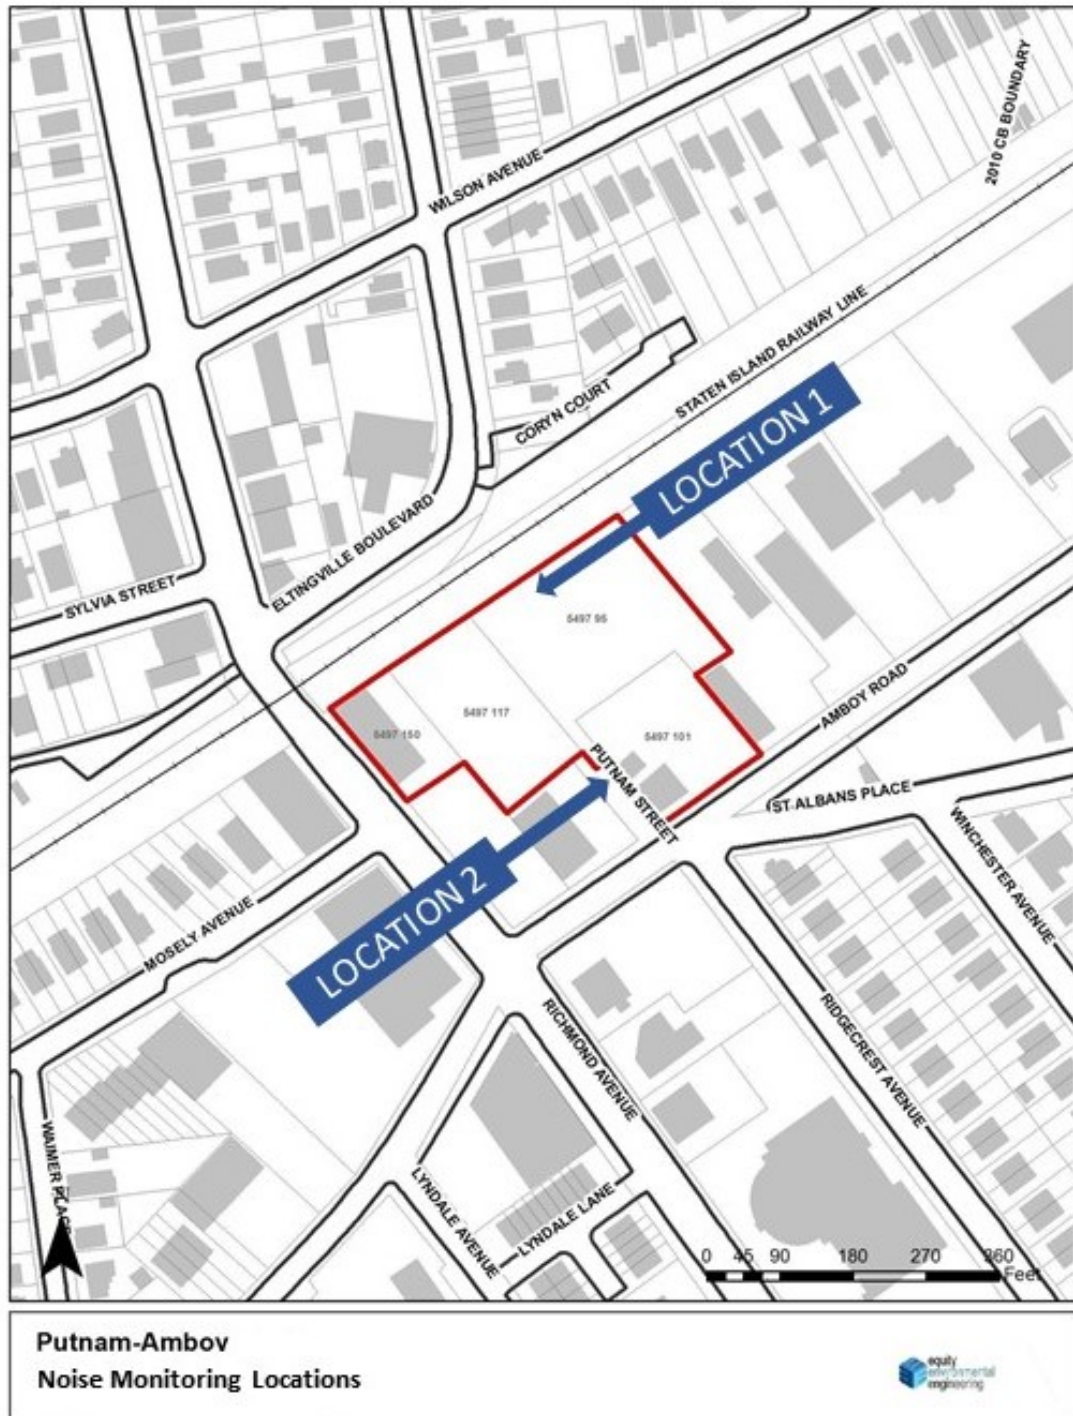 2010 CB BOUNDARY
WILSON AVENUE
STATEN ISLAND RAILWAY LINE
CORYN COURT
LOCATION 1
ELTINGVILLE BOULEVARD
SYLVIA STREET
5497 95
5497 117
5497 150
5497 101
AMBOY ROAD
PUTNAM STREET
ST ALBANS PLACE
WINCHESTER AVENUE
LOCATION 2
MOSELY AVENUE
RICHMOND AVENUE
RIDGECREST AVENUE
WAIMER PLACE
LYNDALE AVENUE
LYNDALE LANE
0 45 90 180 270 360
Feet
Putnam-Ambov
Noise Monitoring Locations
equity
environmental
engineering